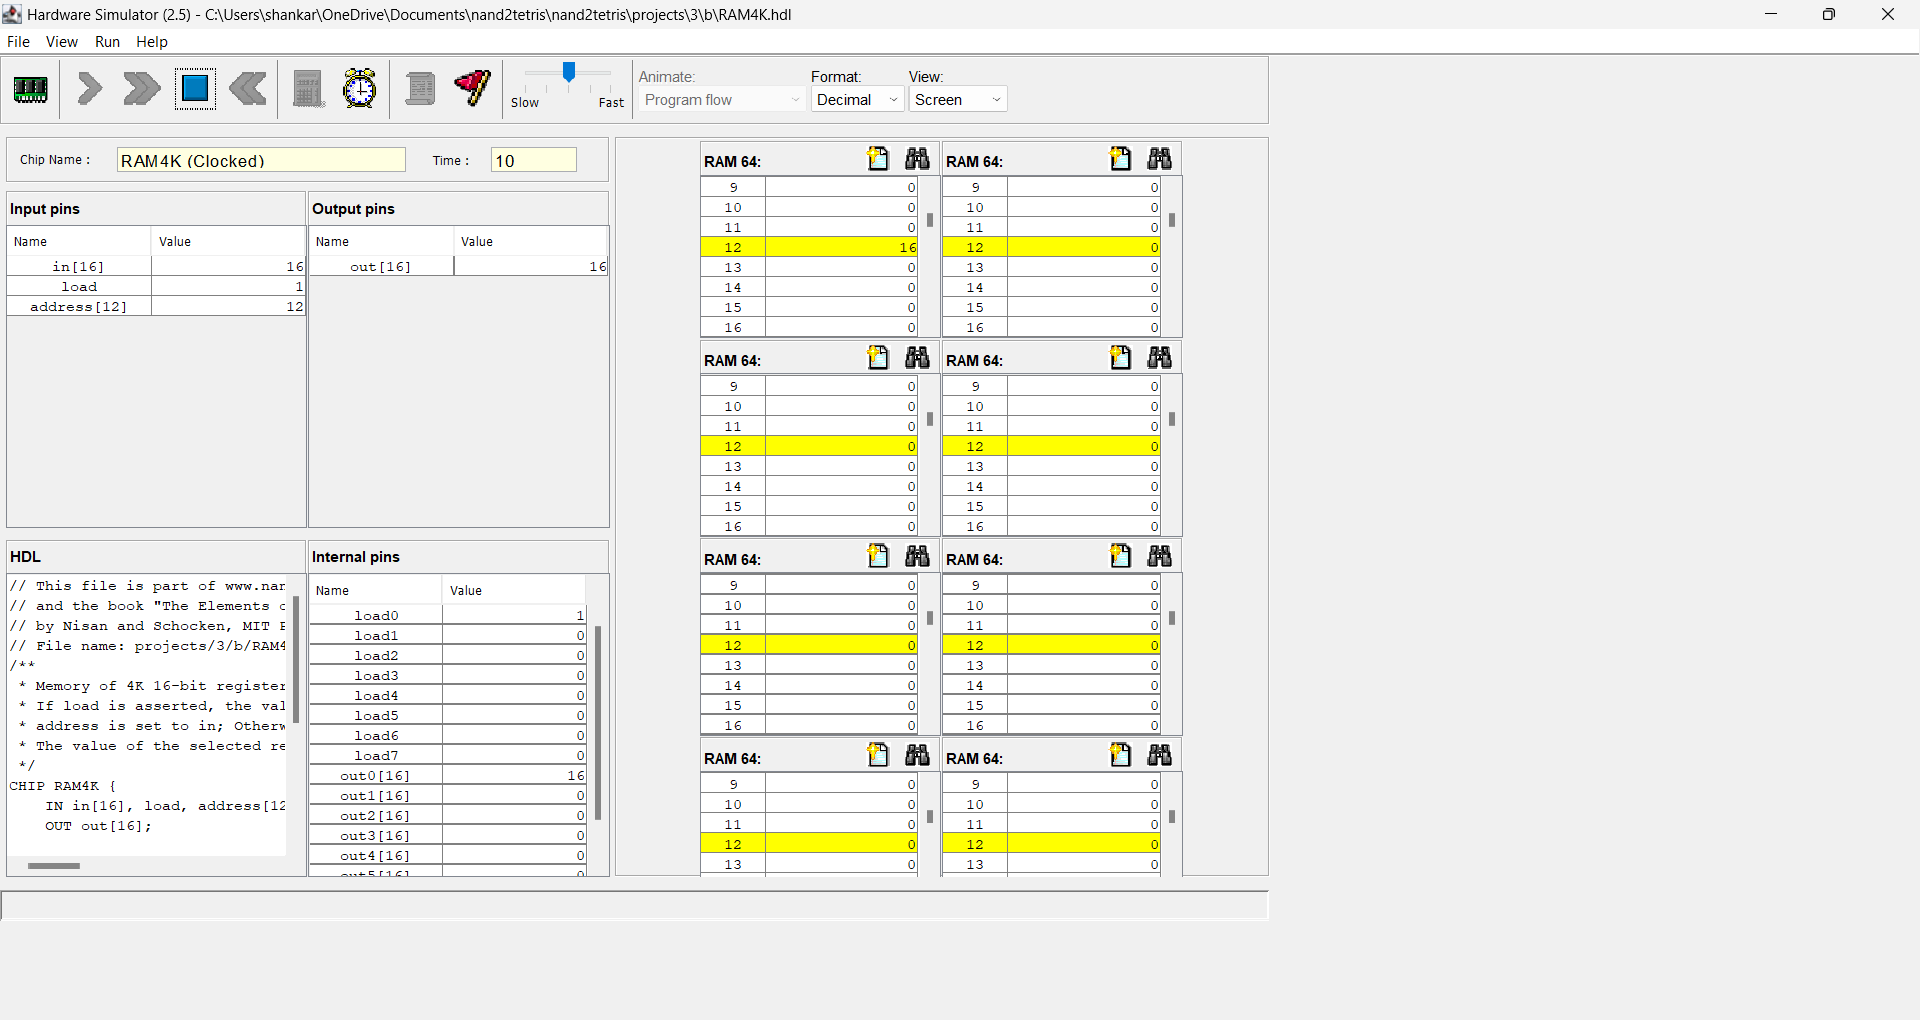 Hardware Simulator (2.5) - C:\Users\shankar\OneDrive\Documents\nand2tetris\nand2tetris\projects\3\b\RAM4K.hdl
File View Run Help
Slow Fast
Animate:
Program flow
Format:
Decimal
View:
Screen
Chip Name :
RAM4K (Clocked)
Time :
10
Input pins
Name Value
in[16] 16
load 1
address[12] 12
Output pins
Name Value
out[16] 16
HDL
// This file is part of www.nan
// and the book "The Elements
// by Nisan and Schocken, MIT
// File name: projects/3/b/RAM4
/**
* Memory of 4K 16-bit register
* If load is asserted, the val
* address is set to in; Otherw
* The value of the selected re
*/
CHIP RAM4K {
IN in[16], load, address[12
OUT out[16];
Internal pins
Name Value
load0 1
load1 0
load2 0
load3 0
load4 0
load5 0
load6 0
load7 0
out0[16] 16
out1[16] 0
out2[16] 0
out3[16] 0
out4[16] 0
out5[16] 0
RAM 64:
9 0
10 0
11 0
12 16
13 0
14 0
15 0
16 0
RAM 64:
9 0
10 0
11 0
12 0
13 0
14 0
15 0
16 0
RAM 64:
9 0
10 0
11 0
12 0
13 0
14 0
15 0
16 0
RAM 64:
9 0
10 0
11 0
12 0
13 0
14 0
15 0
16 0
RAM 64:
9 0
10 0
11 0
12 0
13 0
14 0
15 0
16 0
RAM 64:
9 0
10 0
11 0
12 0
13 0
14 0
15 0
16 0
RAM 64:
9 0
10 0
11 0
12 0
13 0
RAM 64:
9 0
10 0
11 0
12 0
13 0